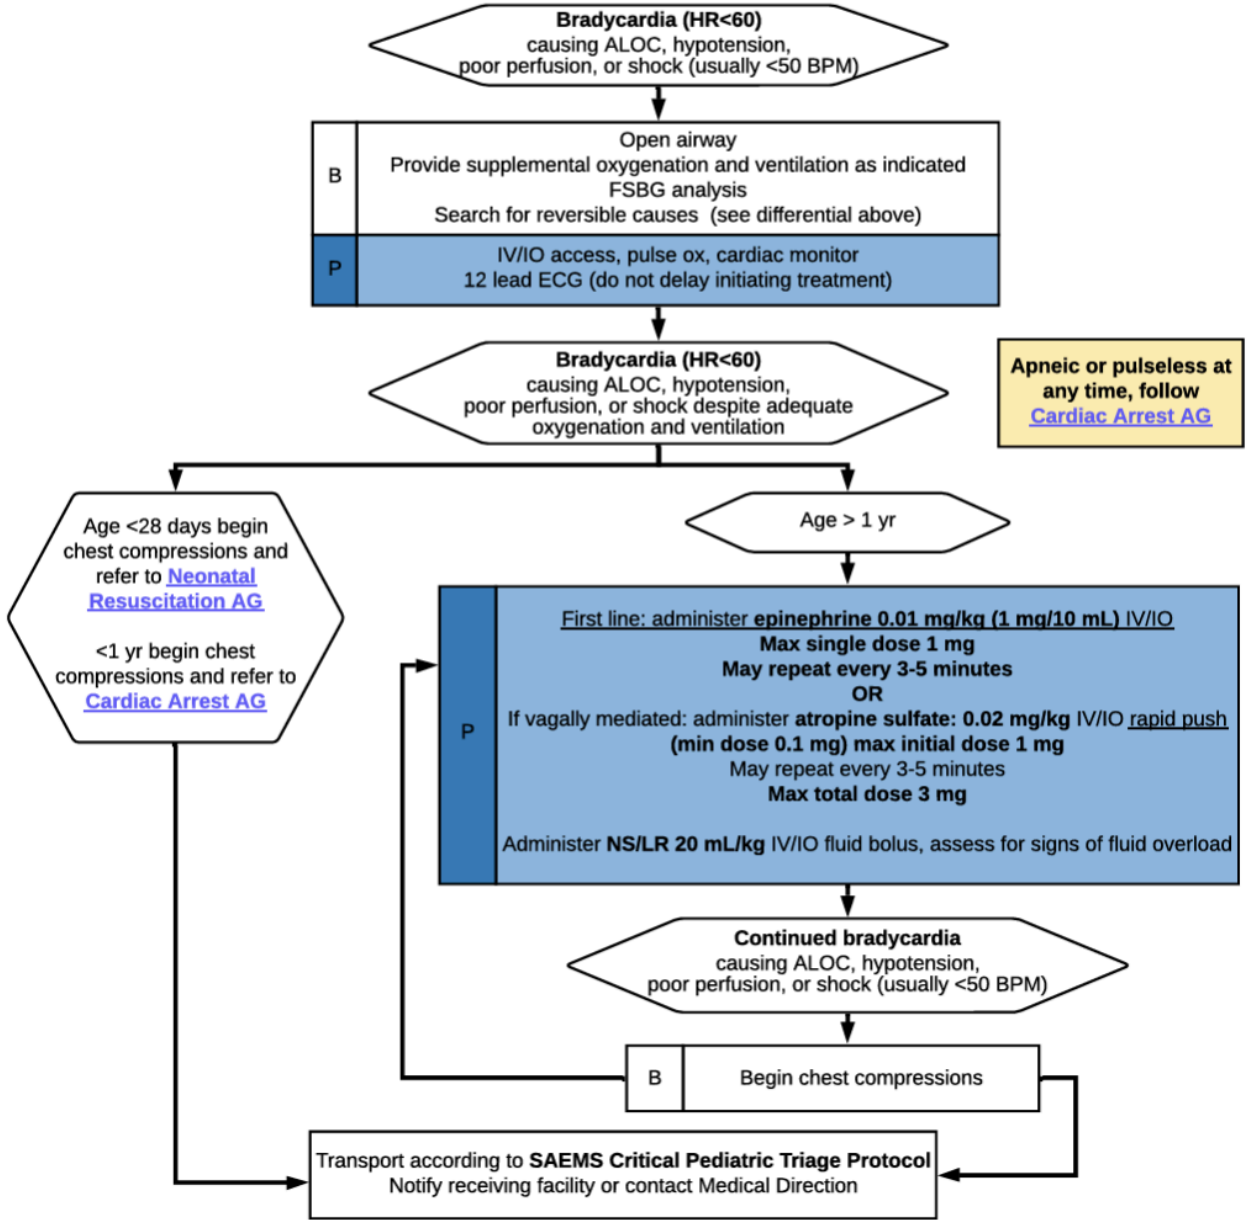 Bradycardia (HR<60)
causing ALOC, hypotension,
poor perfusion, or shock (usually <50 BPM)
B
Open airway
Provide supplemental oxygenation and ventilation as indicated
FSBG analysis
Search for reversible causes (see differential above)
P
IV/IO access, pulse ox, cardiac monitor
12 lead ECG (do not delay initiating treatment)
Bradycardia (HR<60)
causing ALOC, hypotension,
poor perfusion, or shock despite adequate
oxygenation and ventilation
Apneic or pulseless at
any time, follow
Cardiac Arrest AG
Age <28 days begin
chest compressions and
refer to Neonatal
Resuscitation AG
<1 yr begin chest
compressions and refer to
Cardiac Arrest AG
Age > 1 yr
P
First line: administer epinephrine 0.01 mg/kg (1 mg/10 mL) IV/IO
Max single dose 1 mg
May repeat every 3-5 minutes
OR
If vagally mediated: administer atropine sulfate: 0.02 mg/kg IV/IO rapid push
(min dose 0.1 mg) max initial dose 1 mg
May repeat every 3-5 minutes
Max total dose 3 mg
Administer NS/LR 20 mL/kg IV/IO fluid bolus, assess for signs of fluid overload
Continued bradycardia
causing ALOC, hypotension,
poor perfusion, or shock (usually <50 BPM)
B
Begin chest compressions
Transport according to SAEMS Critical Pediatric Triage Protocol
Notify receiving facility or contact Medical Direction